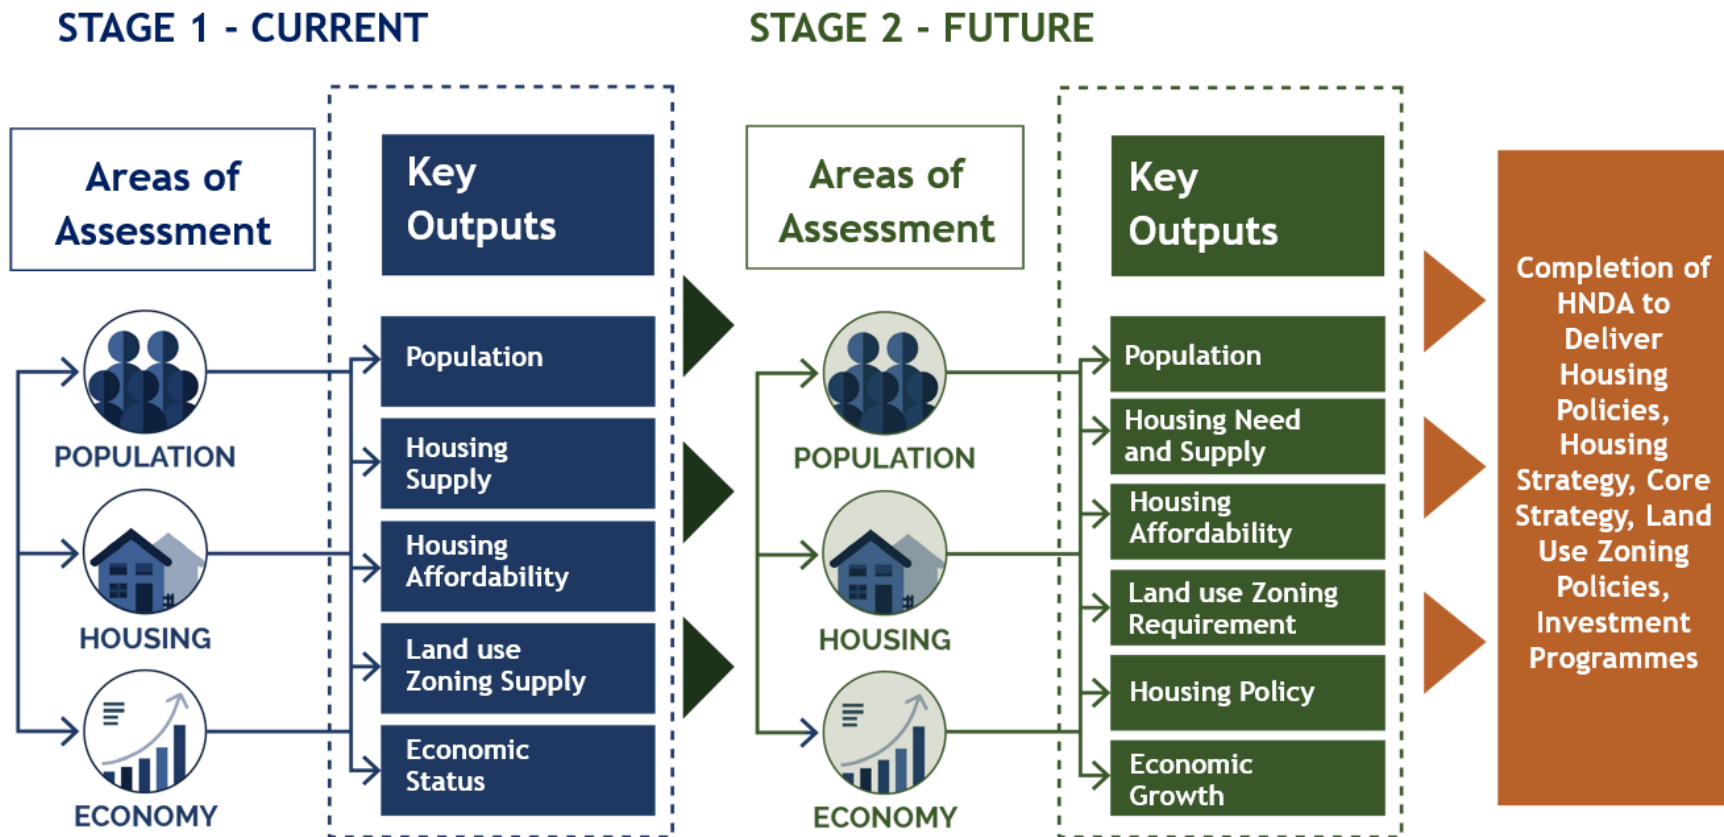 STAGE 1 - CURRENT
Areas of
Assessment
POPULATION
HOUSING
ECONOMY
Key
Outputs
Population
Housing
Supply
Housing
Affordability
Land use
Zoning Supply
Economic
Status
STAGE 2 - FUTURE
Areas of
Assessment
POPULATION
HOUSING
ECONOMY
Key
Outputs
Population
Housing Need
and Supply
Housing
Affordability
Land use Zoning
Requirement
Housing Policy
Economic
Growth
Completion of
HNDA to
Deliver
Housing
Policies,
Housing
Strategy, Core
Strategy, Land
Use Zoning
Policies,
Investment
Programmes